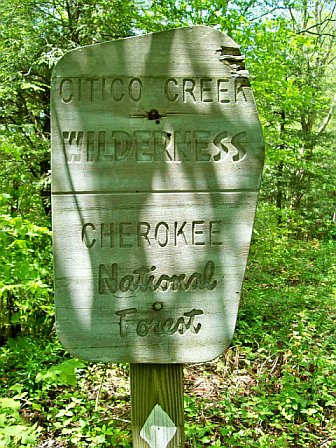 CITICO CREEK
WILDERNESS
CHEROKEE
National
Forest